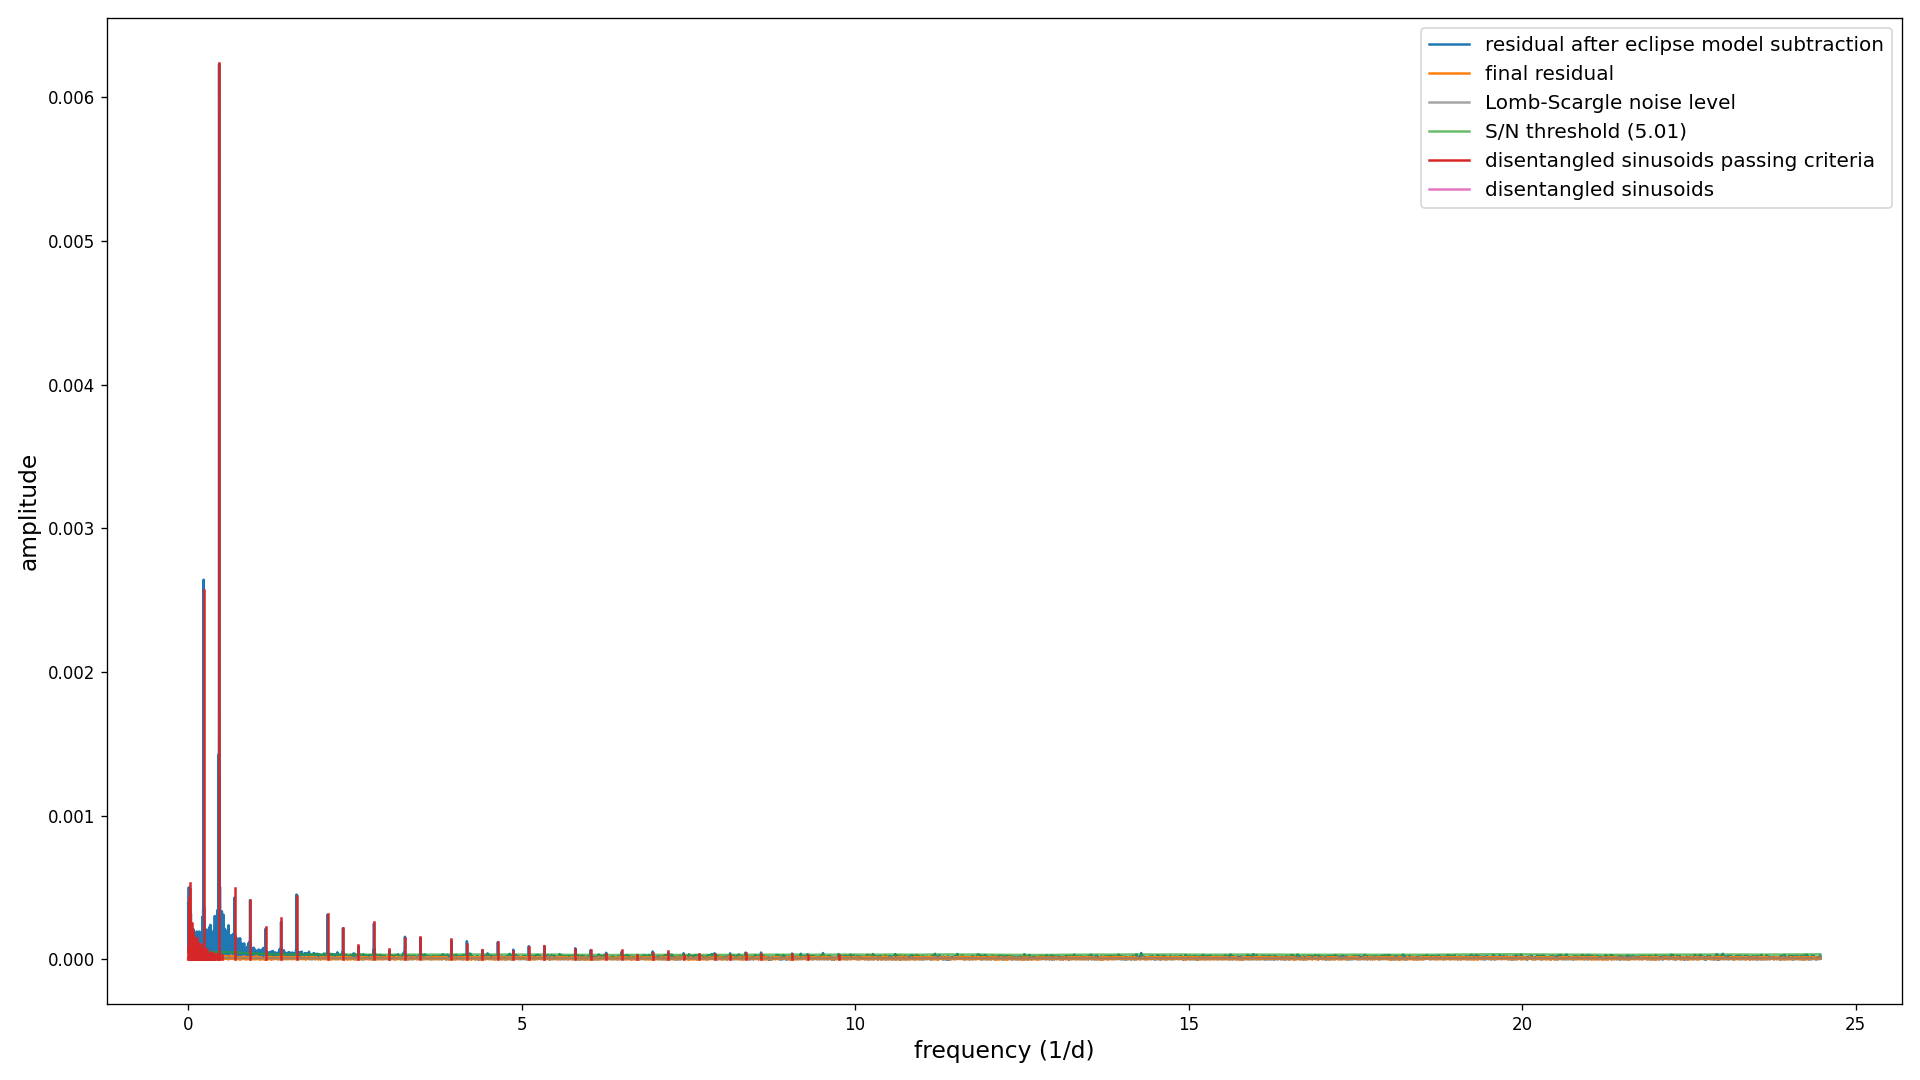 residual after eclipse model subtraction
final residual
Lomb-Scargle noise level
S/N threshold (5.01)
disentangled sinusoids passing criteria
disentangled sinusoids
0.006
0.005
0.004
0.003
0.002
0.001
0.000
amplitude
0 5 10 15 20 25
frequency (1/d)